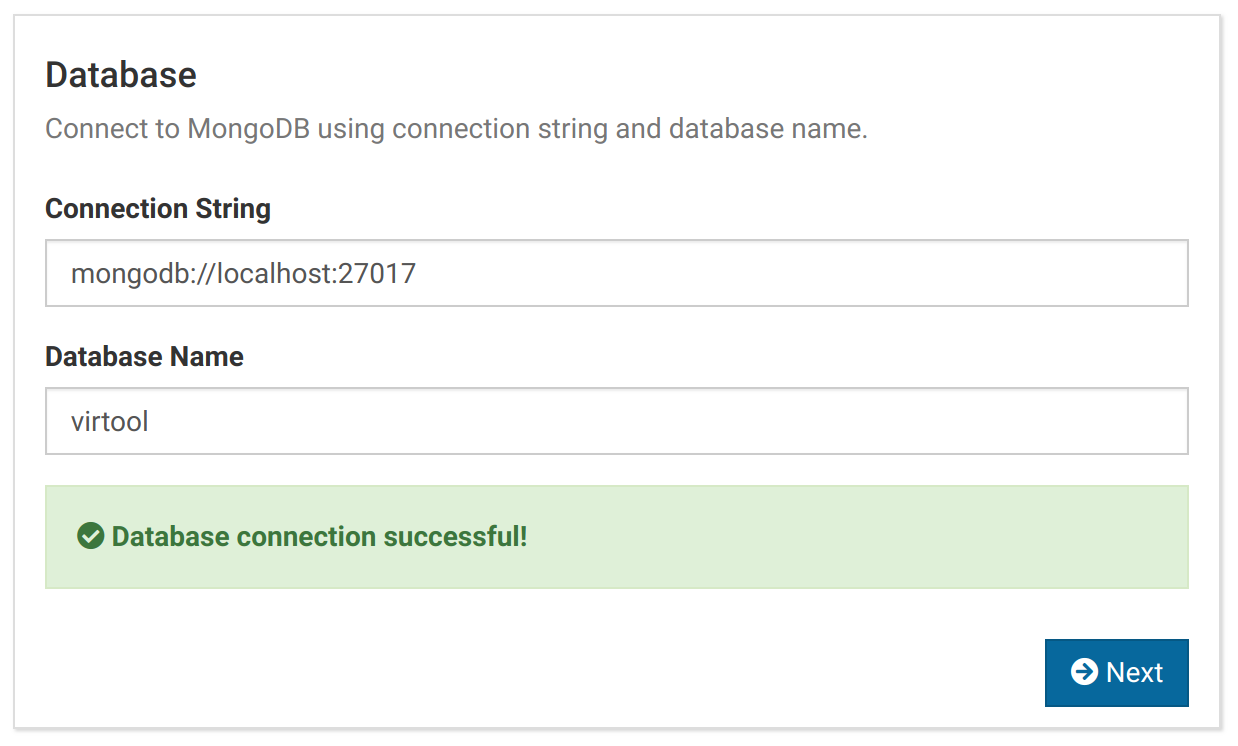 Database
Connect to MongoDB using connection string and database name.
Connection String
mongodb://localhost:27017
Database Name
virtool
Database connection successful!
Next